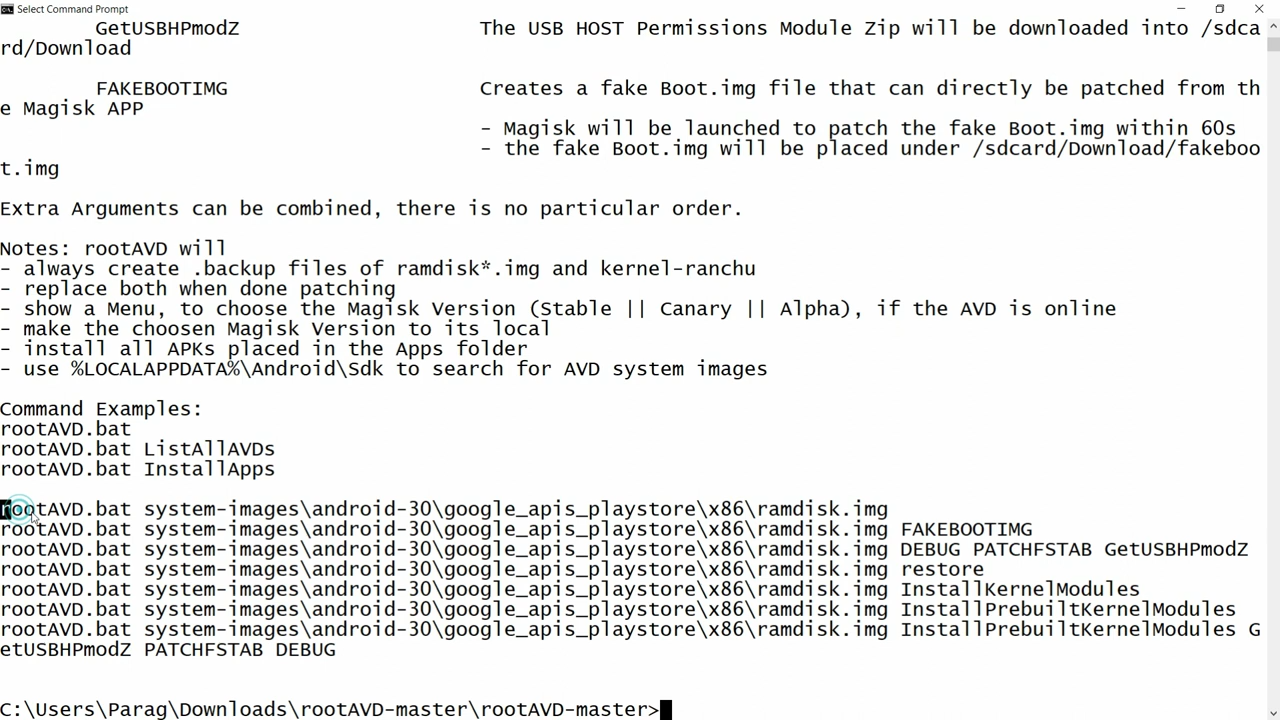 Select Command Prompt
GetUSBHPmodZ The USB HOST Permissions Module Zip will be downloaded into /sdca
rd/Download
FAKEBOOTIMG Creates a fake Boot.img file that can directly be patched from th
e Magisk APP
- Magisk will be launched to patch the fake Boot.img within 60s
- the fake Boot.img will be placed under /sdcard/Download/fakeboo
t.img
Extra Arguments can be combined, there is no particular order.
Notes: rootAVD will
- always create .backup files of ramdisk*.img and kernel-ranchu
- replace both when done patching
- show a Menu, to choose the Magisk Version (Stable || Canary || Alpha), if the AVD is online
- make the choosen Magisk Version to its local
- install all APKs placed in the Apps folder
- use %LOCALAPPDATA%\Android\Sdk to search for AVD system images
Command Examples:
rootAVD.bat
rootAVD.bat ListAllAVDs
rootAVD.bat InstallApps
rootAVD.bat system-images\android-30\google_apis_playstore\x86\ramdisk.img
rootAVD.bat system-images\android-30\google_apis_playstore\x86\ramdisk.img FAKEBOOTIMG
rootAVD.bat system-images\android-30\google_apis_playstore\x86\ramdisk.img DEBUG PATCHFSTAB GetUSBHPmodZ
rootAVD.bat system-images\android-30\google_apis_playstore\x86\ramdisk.img restore
rootAVD.bat system-images\android-30\google_apis_playstore\x86\ramdisk.img InstallKernelModules
rootAVD.bat system-images\android-30\google_apis_playstore\x86\ramdisk.img InstallPrebuiltKernelModules
rootAVD.bat system-images\android-30\google_apis_playstore\x86\ramdisk.img InstallPrebuiltKernelModules G
etUSBHPmodZ PATCHFSTAB DEBUG
C:\Users\Parag\Downloads\rootAVD-master\rootAVD-master>